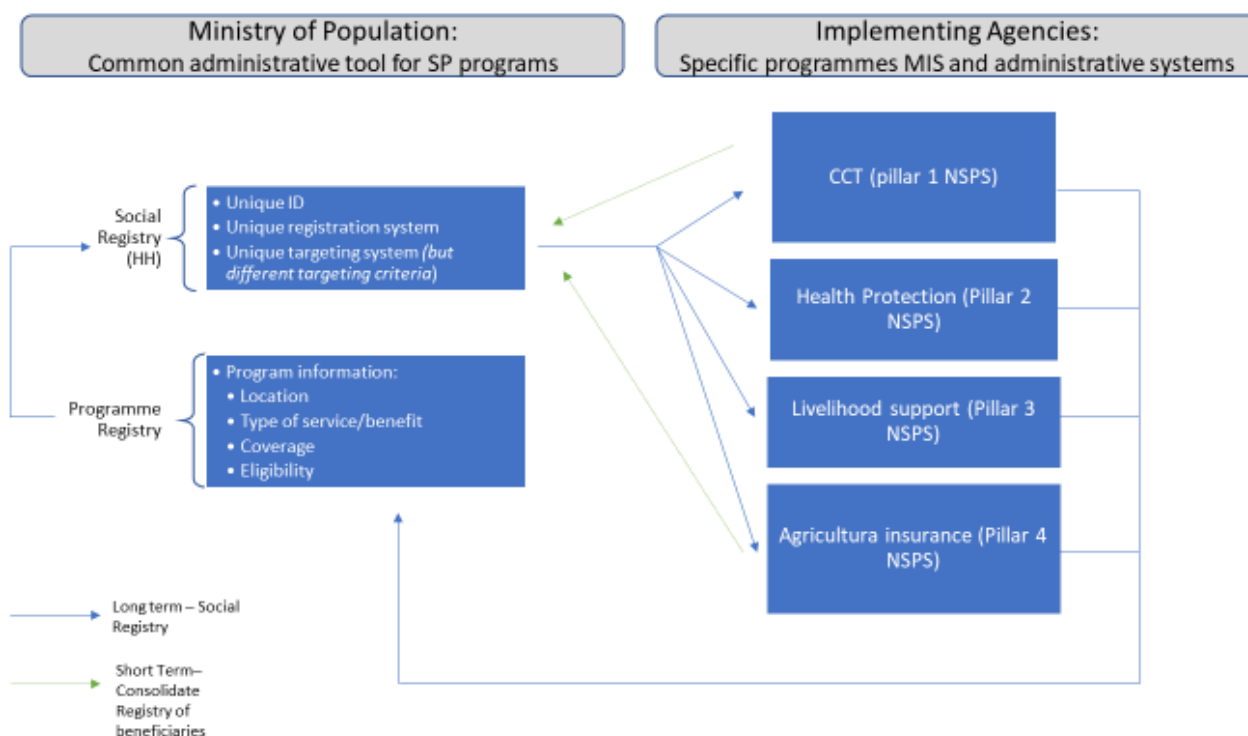 Ministry of Population:
Common administrative tool for SP programs
Implementing Agencies:
Specific programmes MIS and administrative systems
Social
Registry
(HH)
• Unique ID
• Unique registration system
• Unique targeting system (but
different targeting criteria)
Programme
Registry
• Program information:
• Location
• Type of service/benefit
• Coverage
• Eligibility
CCT (pillar 1 NSPS)
Health Protection (Pillar 2
NSPS)
Livelihood support (Pillar 3
NSPS)
Agricultura insurance (Pillar 4
NSPS)
Long term – Social
Registry
Short Term–
Consolidate
Registry of
beneficiaries